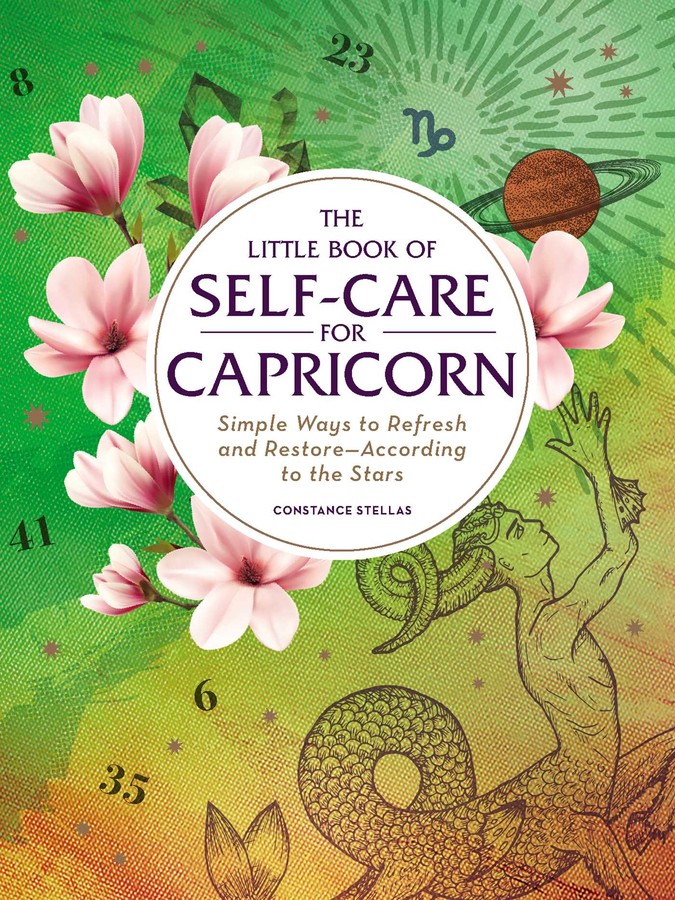 8
23
THE
LITTLE BOOK OF
SELF-CARE
FOR
CAPRICORN
Simple Ways to Refresh
and Restore—According
to the Stars
CONSTANCE STELLAS
41
6
35